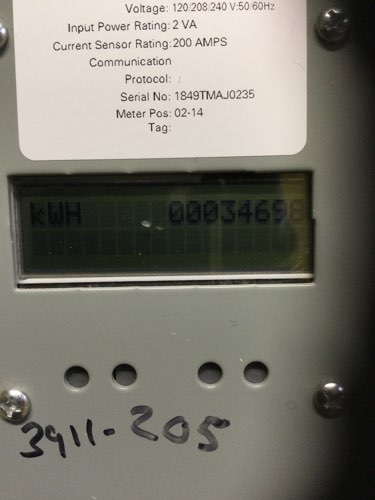 Voltage: 120/208/240 V:50/60Hz
Input Power Rating: 2 VA
Current Sensor Rating: 200 AMPS
Communication
Protocol:
Serial No: 1849TMAJ0235
Meter Pos: 02-14
Tag:
kWH 00034698
3911-205